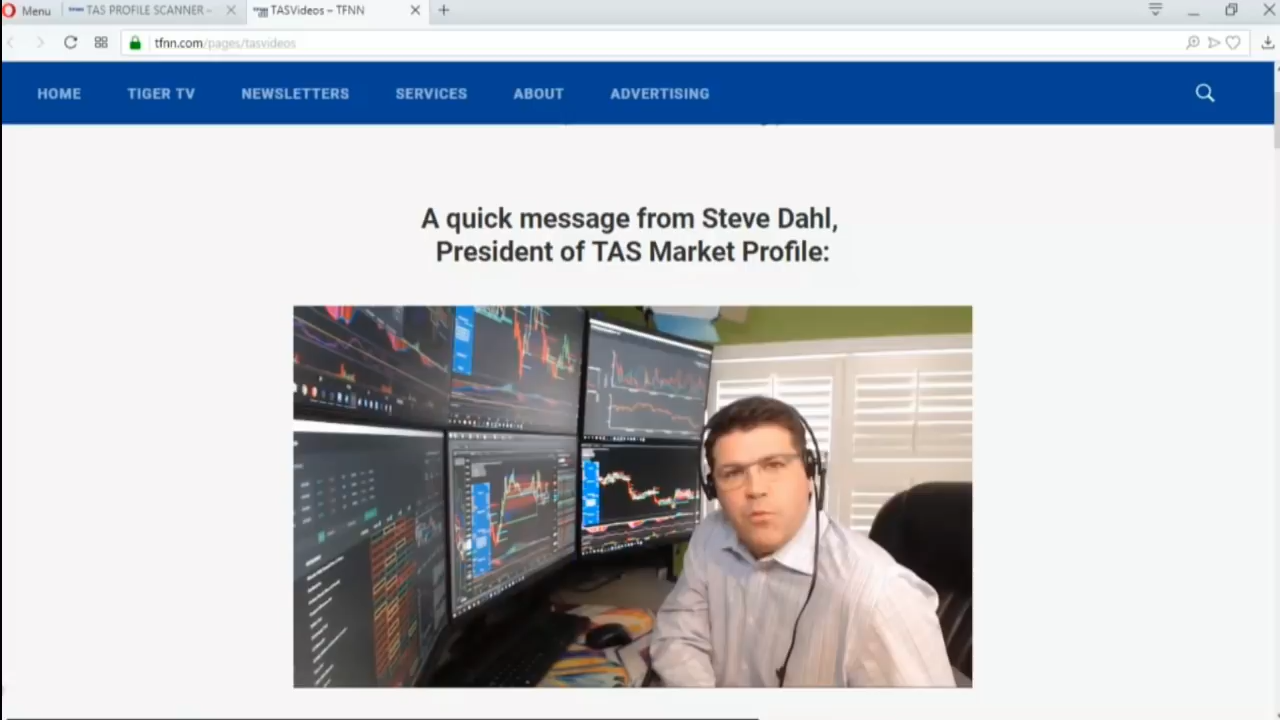 Menu
TAS PROFILE SCANNER –
TASVideos – TFNN
tfnn.com/pages/tasvideos
HOME
TIGER TV
NEWSLETTERS
SERVICES
ABOUT
ADVERTISING
A quick message from Steve Dahl,
President of TAS Market Profile: